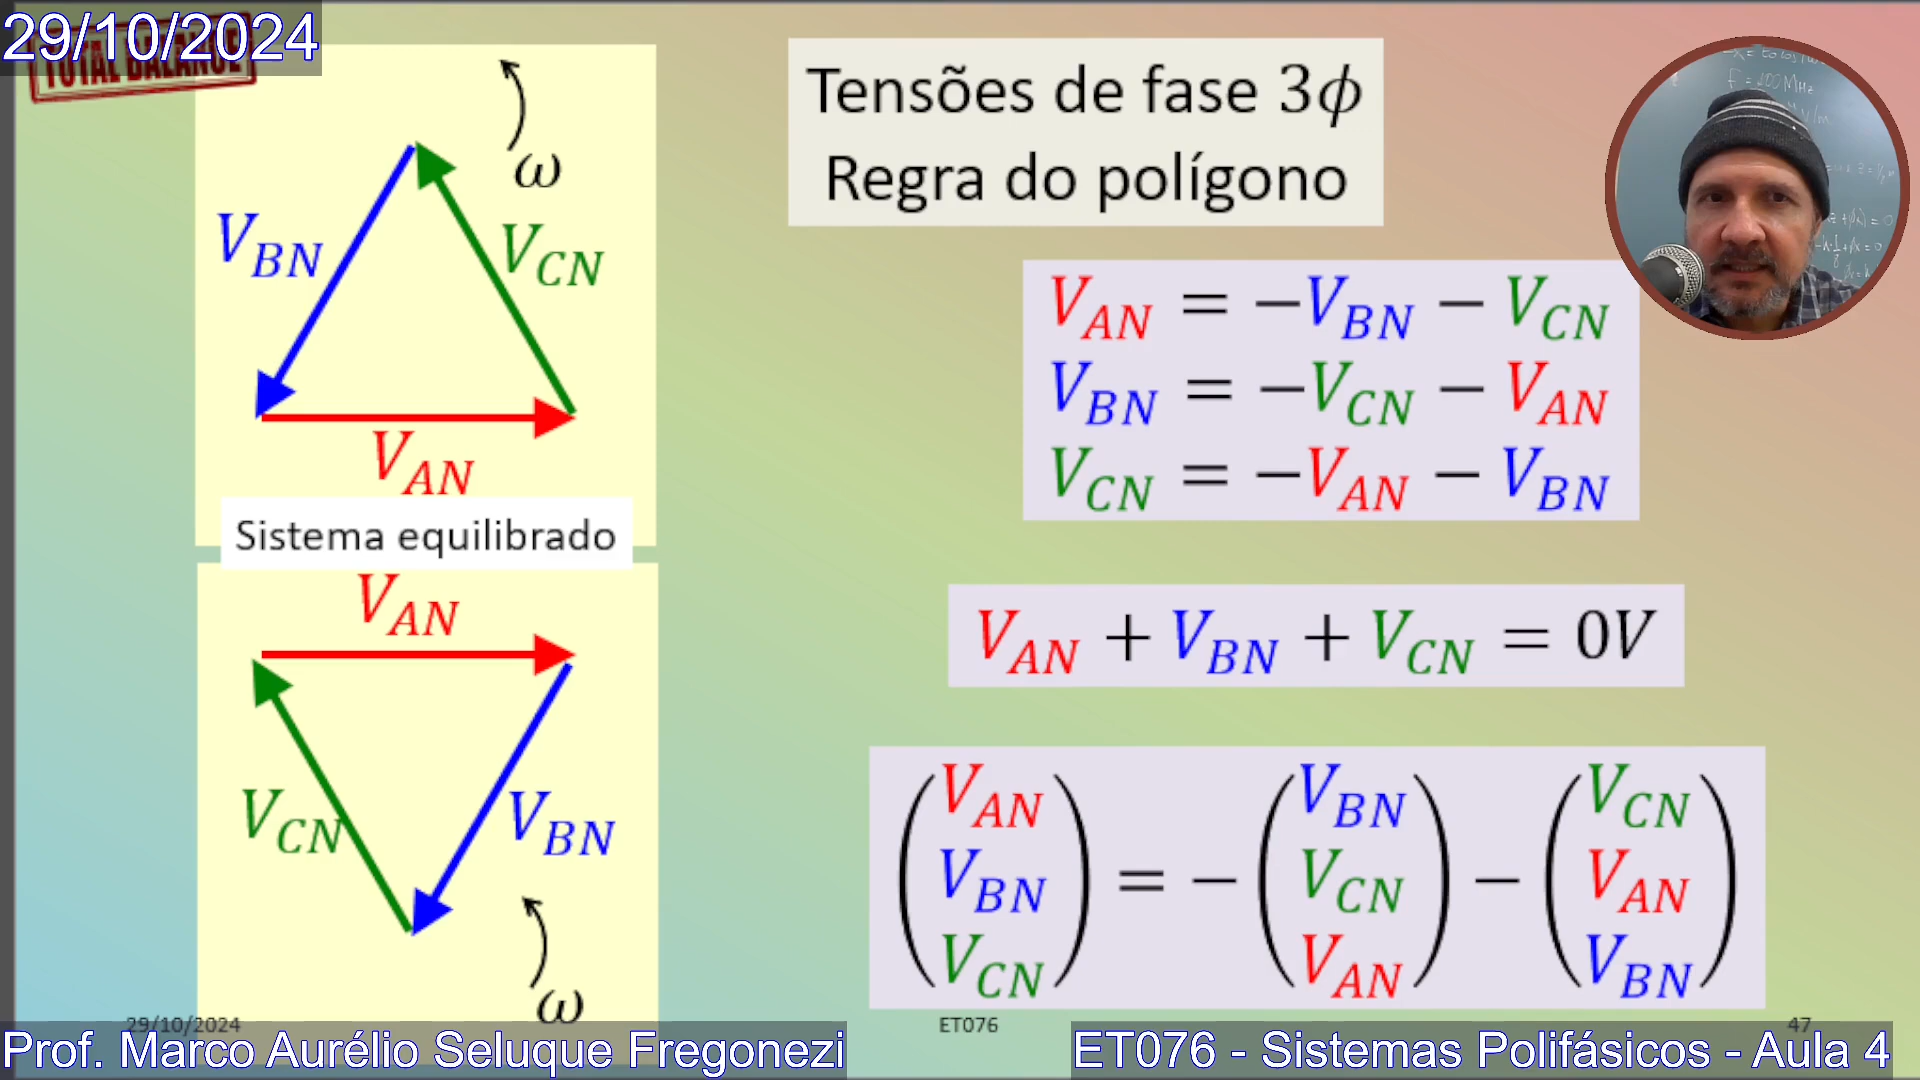 29/10/2024
TOTAL BALANCE
ω
V_BN
V_CN
V_AN
Sistema equilibrado
V_AN
V_CN
V_BN
ω
Tensões de fase 3ϕ
Regra do polígono
V_AN = −V_BN − V_CN
V_BN = −V_CN − V_AN
V_CN = −V_AN − V_BN
V_AN + V_BN + V_CN = 0V
(V_AN) = −(V_BN) − (V_CN)
(V_BN) (V_CN) (V_AN)
(V_CN) (V_AN) (V_BN)
29/10/2024
ET076
47
Prof. Marco Aurélio Seluque Fregonezi
ET076 - Sistemas Polifásicos - Aula 4